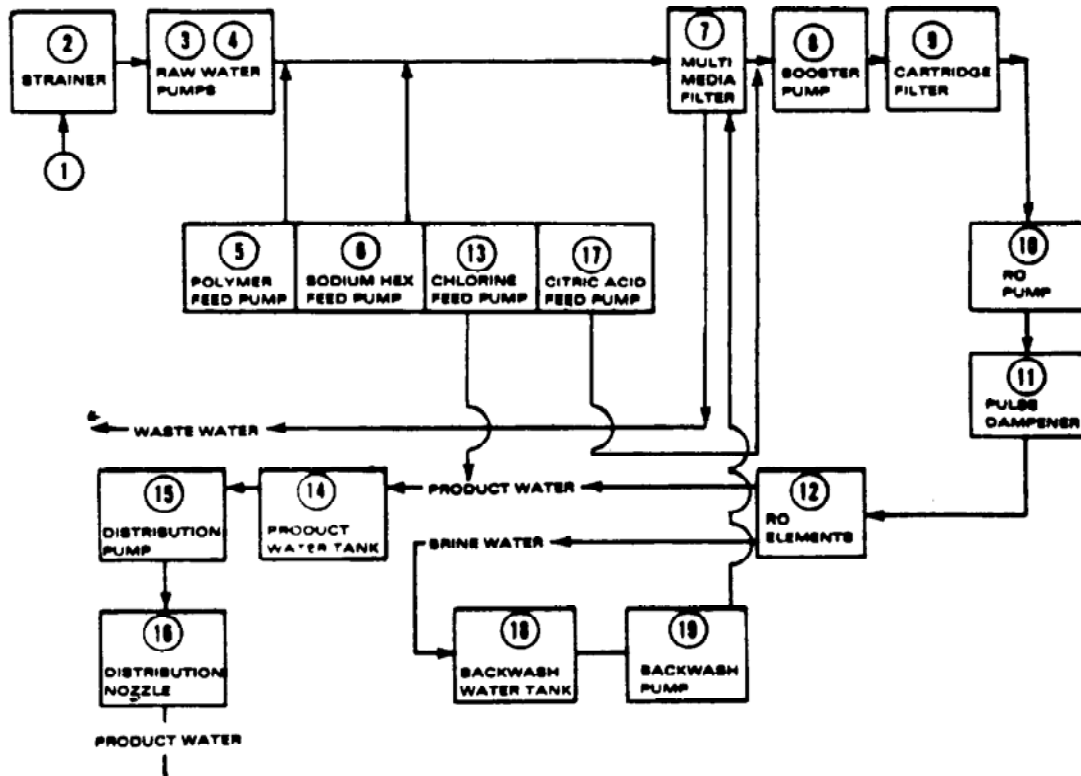 2
STRAINER
1
3 4
RAW WATER
PUMPS
7
MULTI
MEDIA
FILTER
8
BOOSTER
PUMP
9
CARTRIDGE
FILTER
5
POLYMER
FEED PUMP
6
SODIUM HEX
FEED PUMP
13
CHLORINE
FEED PUMP
17
CITRIC ACID
FEED PUMP
10
RO
PUMP
11
PULSE
DAMPENER
WASTE WATER
15
DISTRIBUTION
PUMP
14
PRODUCT
WATER TANK
PRODUCT WATER
12
RO
ELEMENTS
BRINE WATER
16
DISTRIBUTION
NOZZLE
18
BACKWASH
WATER TANK
19
BACKWASH
PUMP
PRODUCT WATER